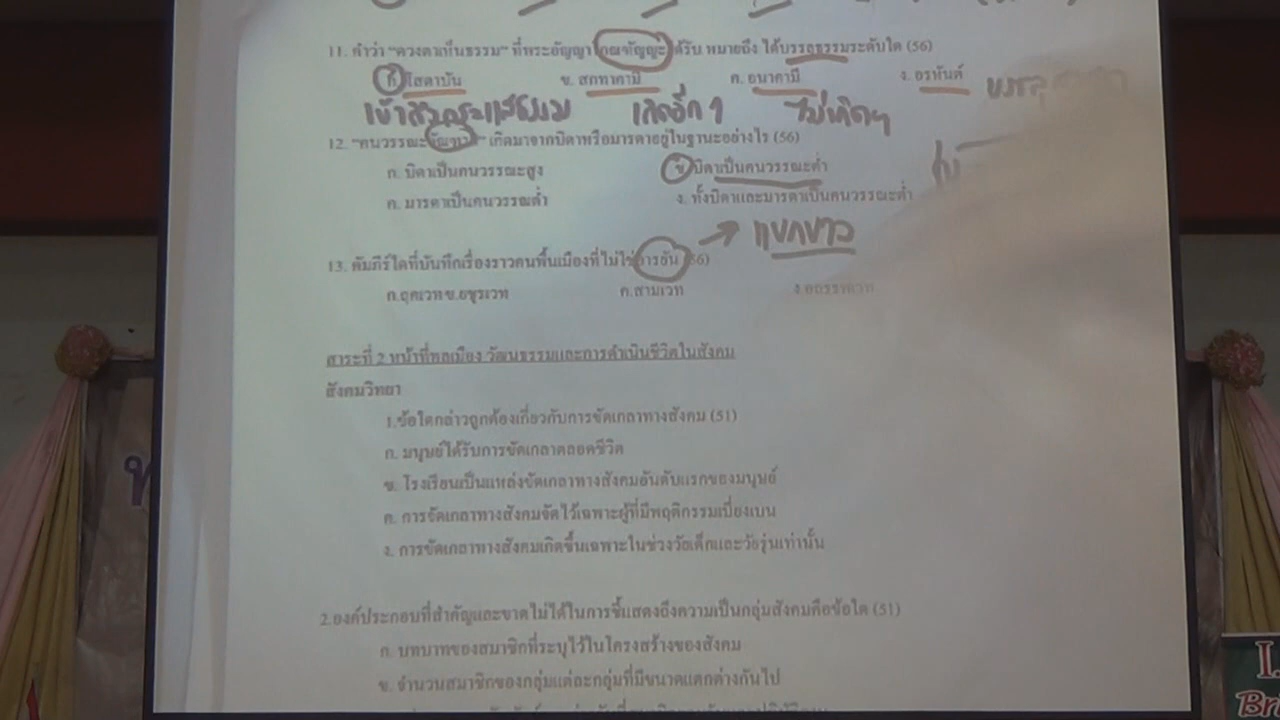 11. คำว่า "ดวงตาเห็นธรรม" ที่พระอัญญาโกณฑัญญะได้รับ หมายถึง ได้บรรลุธรรมระดับใด (56)
ก. โสดาบัน ข. สกทาคามี ค. อนาคามี ง. อรหันต์
เข้าสู่กระแสธรรม เกิดอีก 1 ไม่เกิดฯ
12. "คนวรรณะจัณฑาล" เกิดมาจากบิดาหรือมารดาอยู่ในฐานะอย่างไร (56)
ก. บิดาเป็นคนวรรณะสูง ข. บิดาเป็นคนวรรณะต่ำ
ค. มารดาเป็นคนวรรณต่ำ ง. ทั้งบิดาและมารดาเป็นคนวรรณะต่ำ
แขกขาว
13. คัมภีร์ใดที่บันทึกเรื่องราวคนพื้นเมืองที่ไม่ใช่อารยัน (56)
ก.ฤคเวท ข.ยชุรเวท ค.สามเวท ง.อถรรพเวท
สาระที่ 2 หน้าที่พลเมือง วัฒนธรรมและการดำเนินชีวิตในสังคม
สังคมวิทยา
1.ข้อใดกล่าวถูกต้องเกี่ยวกับการขัดเกลาทางสังคม (51)
ก. มนุษย์ได้รับการขัดเกลาตลอดชีวิต
ข. โรงเรียนเป็นแหล่งขัดเกลาทางสังคมอันดับแรกของมนุษย์
ค. การขัดเกลาทางสังคมจัดไว้เฉพาะผู้ที่มีพฤติกรรมเบี่ยงเบน
ง. การขัดเกลาทางสังคมเกิดขึ้นเฉพาะในช่วงวัยเด็กและวัยรุ่นเท่านั้น
2.องค์ประกอบที่สำคัญและขาดไม่ได้ในการชี้แสดงถึงความเป็นกลุ่มสังคมคือข้อใด (51)
ก. บทบาทของสมาชิกที่ระบุไว้ในโครงสร้างของสังคม
ข. จำนวนสมาชิกของกลุ่มแต่ละกลุ่มที่มีขนาดแตกต่างกันไป